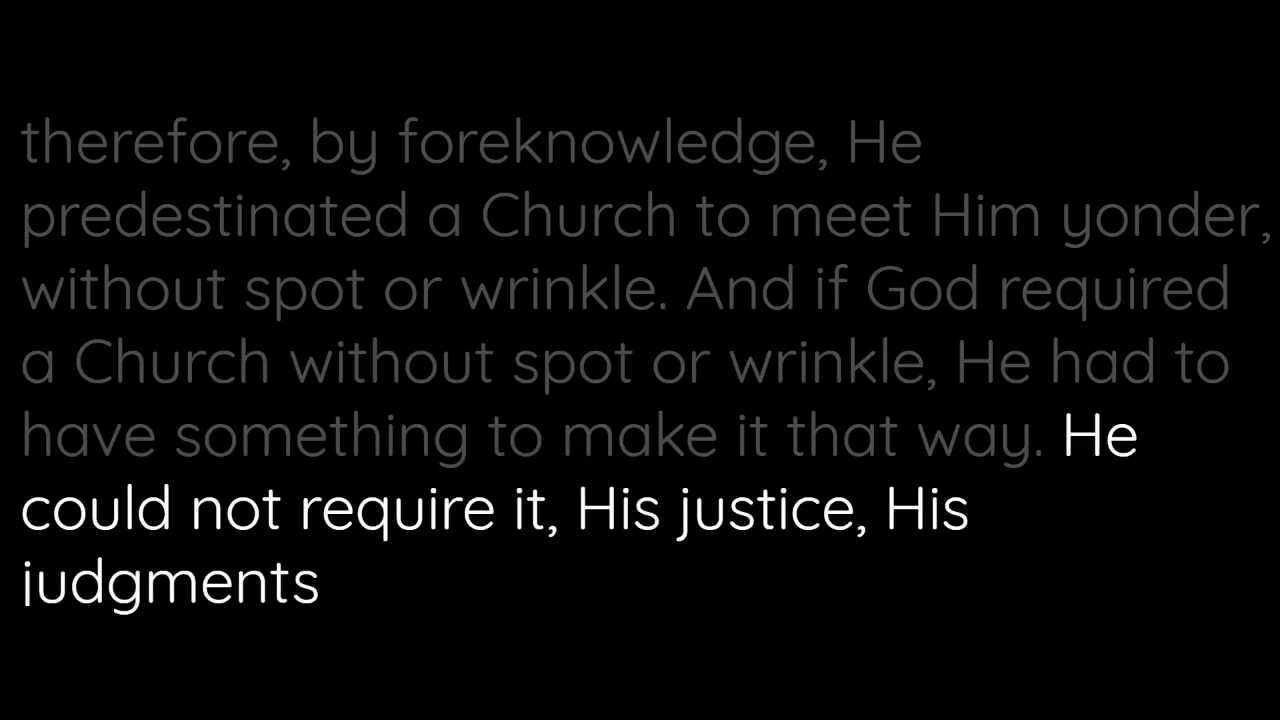 therefore, by foreknowledge, He
predestinated a Church to meet Him yonder,
without spot or wrinkle. And if God required
a Church without spot or wrinkle, He had to
have something to make it that way. He
could not require it, His justice, His
judgments